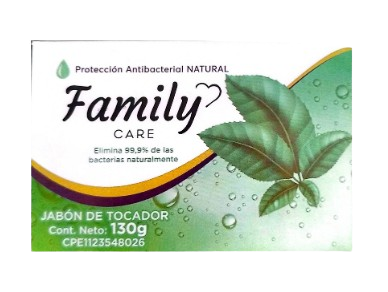 Protección Antibacterial NATURAL
Family
CARE
Elimina 99,9% de las
bacterias naturalmente
JABÓN DE TOCADOR
Cont. Neto: 130g
CPE1123548026